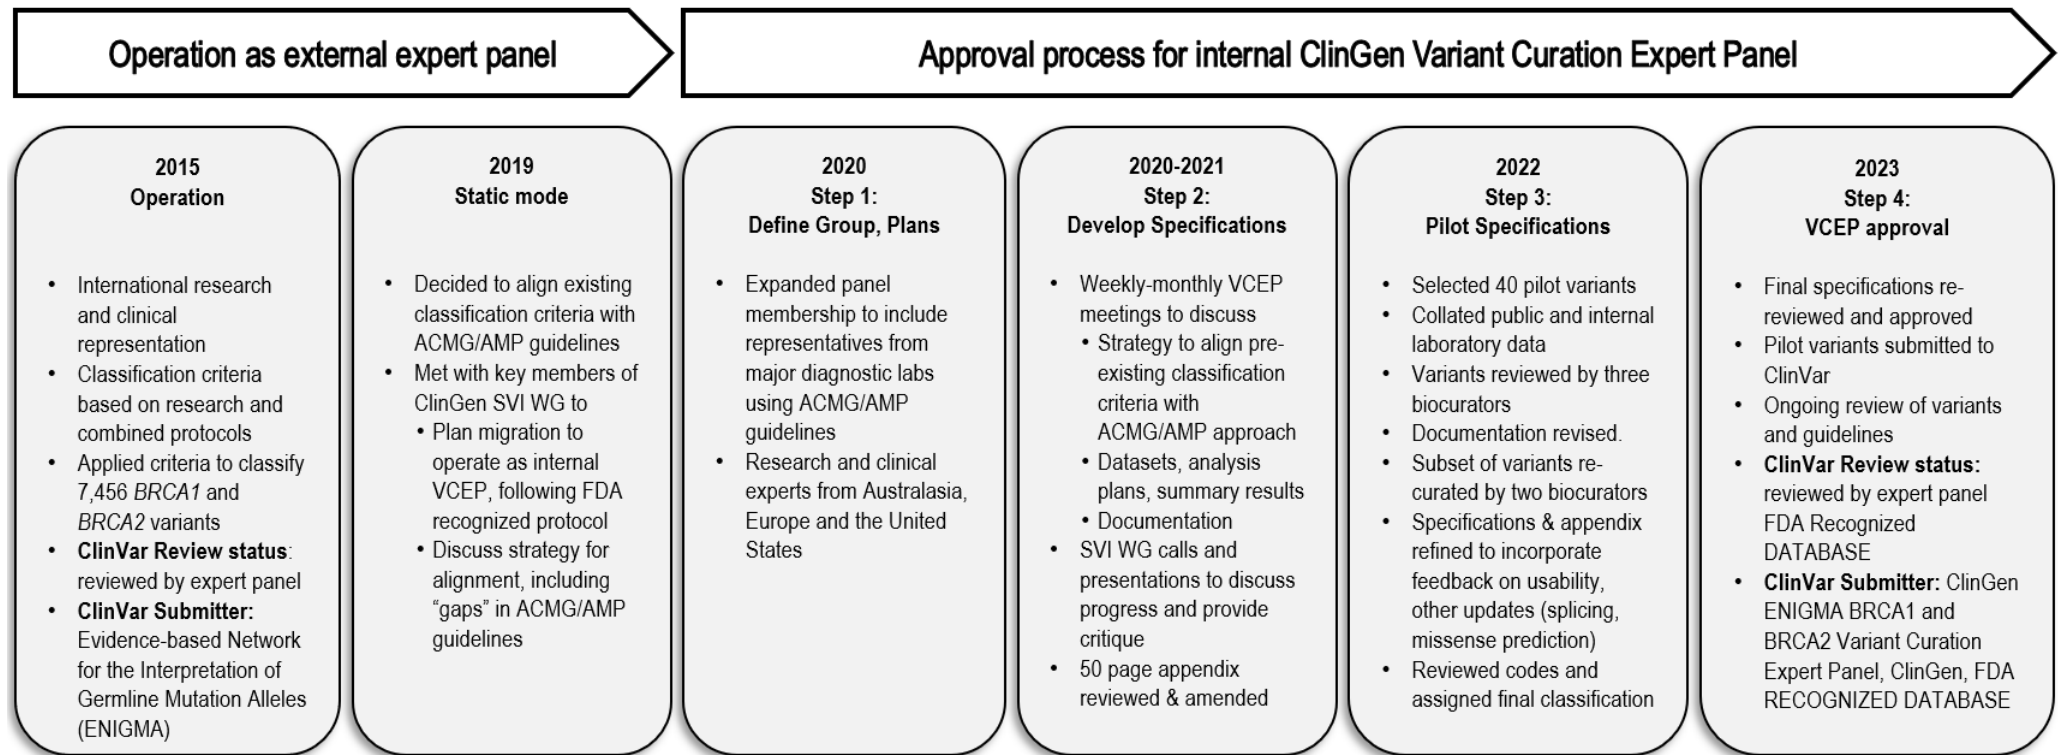 Operation as external expert panel
Approval process for internal ClinGen Variant Curation Expert Panel
2015
Operation
• International research
and clinical
representation
• Classification criteria
based on research and
combined protocols
• Applied criteria to classify
7,456 BRCA1 and
BRCA2 variants
• ClinVar Review status:
reviewed by expert panel
• ClinVar Submitter:
Evidence-based Network
for the Interpretation of
Germline Mutation Alleles
(ENIGMA)
2019
Static mode
• Decided to align existing
classification criteria with
ACMG/AMP guidelines
• Met with key members of
ClinGen SVI WG to
• Plan migration to
operate as internal
VCEP, following FDA
recognized protocol
• Discuss strategy for
alignment, including
“gaps” in ACMG/AMP
guidelines
2020
Step 1:
Define Group, Plans
• Expanded panel
membership to include
representatives from
major diagnostic labs
using ACMG/AMP
guidelines
• Research and clinical
experts from Australasia,
Europe and the United
States
2020-2021
Step 2:
Develop Specifications
• Weekly-monthly VCEP
meetings to discuss
• Strategy to align pre-
existing classification
criteria with
ACMG/AMP approach
• Datasets, analysis
plans, summary results
• Documentation
• SVI WG calls and
presentations to discuss
progress and provide
critique
• 50 page appendix
reviewed & amended
2022
Step 3:
Pilot Specifications
• Selected 40 pilot variants
• Collated public and internal
laboratory data
• Variants reviewed by three
biocurators
• Documentation revised.
• Subset of variants re-
curated by two biocurators
• Specifications & appendix
refined to incorporate
feedback on usability,
other updates (splicing,
missense prediction)
• Reviewed codes and
assigned final classification
2023
Step 4:
VCEP approval
• Final specifications re-
reviewed and approved
• Pilot variants submitted to
ClinVar
• Ongoing review of variants
and guidelines
• ClinVar Review status:
reviewed by expert panel
FDA Recognized
DATABASE
• ClinVar Submitter: ClinGen
ENIGMA BRCA1 and
BRCA2 Variant Curation
Expert Panel, ClinGen, FDA
RECOGNIZED DATABASE